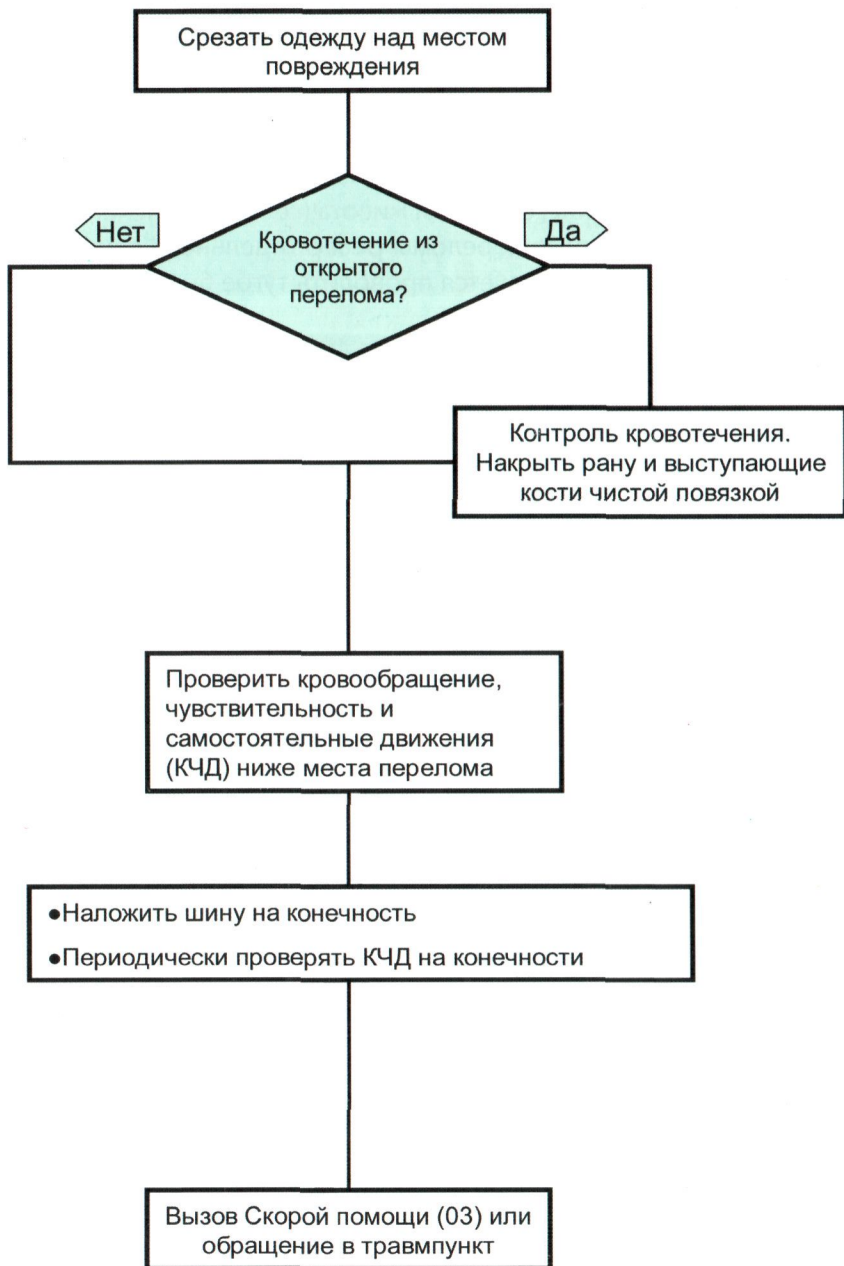 Срезать одежду над местом
повреждения
Нет
Да
Кровотечение из
открытого
перелома?
Контроль кровотечения.
Накрыть рану и выступающие
кости чистой повязкой
Проверить кровообращение,
чувствительность и
самостоятельные движения
(КЧД) ниже места перелома
●Наложить шину на конечность
●Периодически проверять КЧД на конечности
Вызов Скорой помощи (03) или
обращение в травмпункт